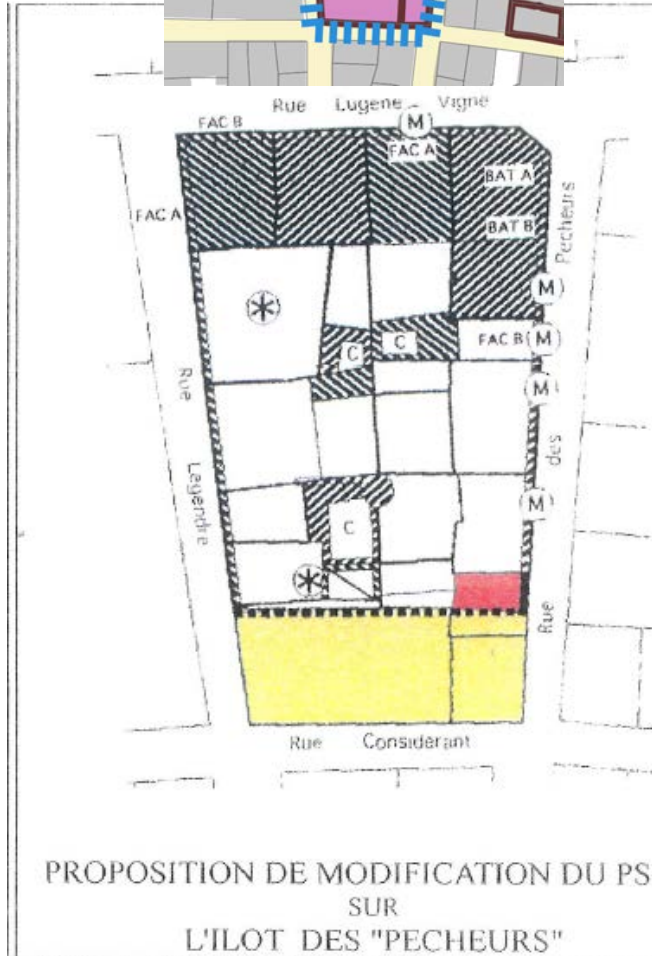 Rue Lugene Vigne
FAC B
M
FAC A
BAT A
FAC A
BAT B
Pecheurs
M
C
C
FAC B
M
Rue
M
des
Legendre
M
C
Rue
Rue Considerant
PROPOSITION DE MODIFICATION DU PS
SUR
L'ILOT DES "PECHEURS"